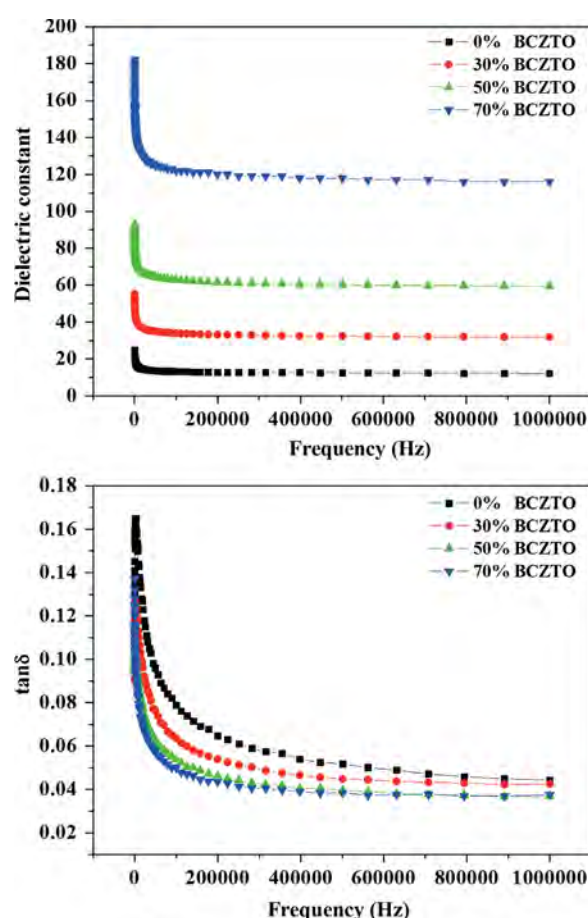 200
180
160
140
120
100
80
60
40
20
0
Dielectric constant
0% BCZTO
30% BCZTO
50% BCZTO
70% BCZTO
0 200000 400000 600000 800000 1000000
Frequency (Hz)
0.18
0.16
0.14
0.12
0.10
0.08
0.06
0.04
0.02
tanδ
0% BCZTO
30% BCZTO
50% BCZTO
70% BCZTO
0 200000 400000 600000 800000 1000000
Frequency (Hz)